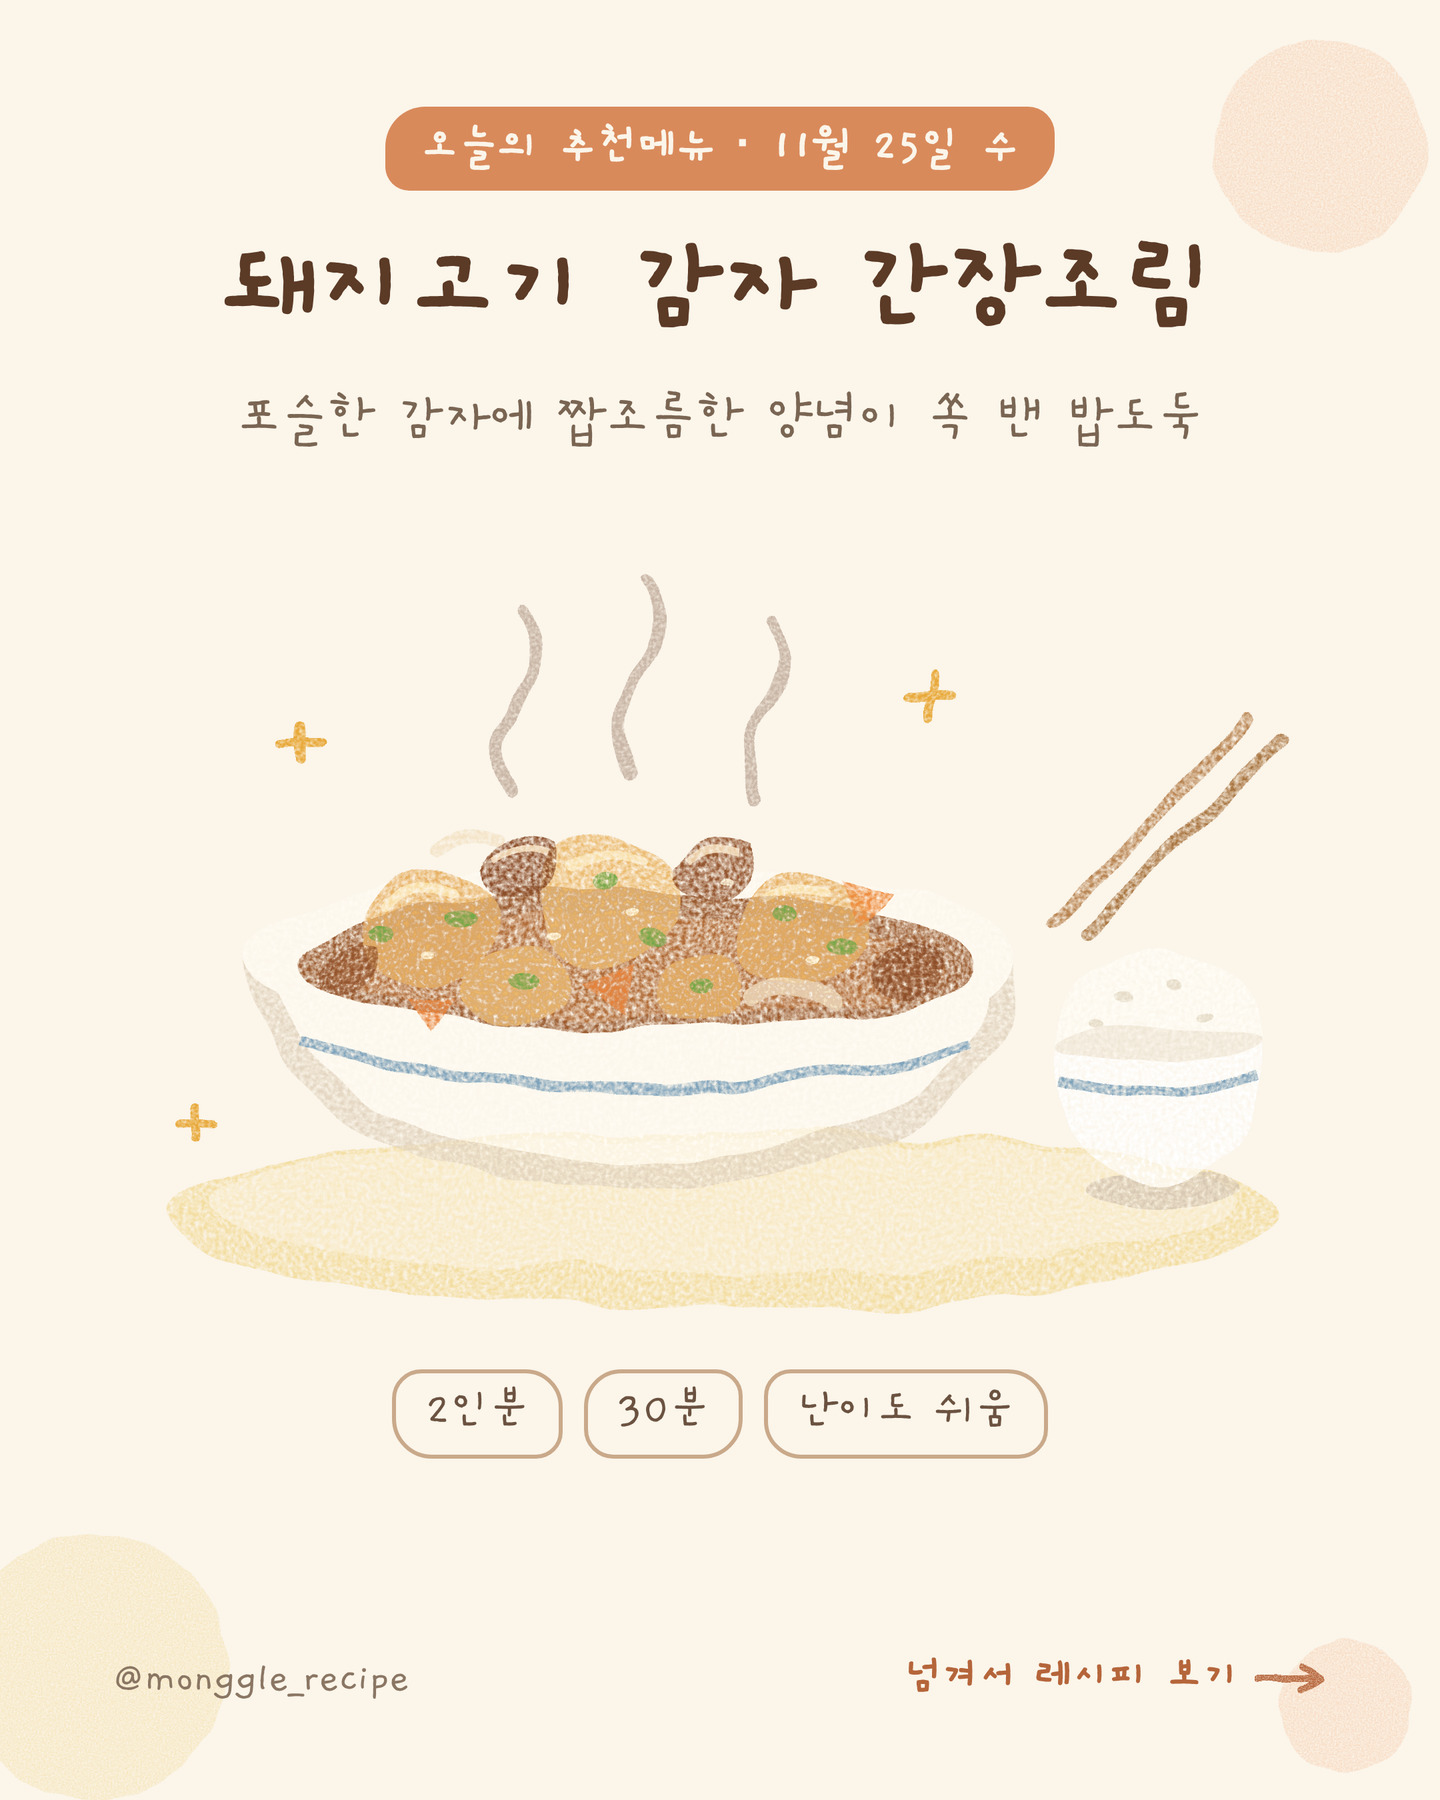 오늘의 추천메뉴 · 11월 25일 수
돼지고기 감자 간장조림
포슬한 감자에 짭조름한 양념이 쏙 밴 밥도둑
2인분
30분
난이도 쉬움
@monggle_recipe
넘겨서 레시피 보기 →